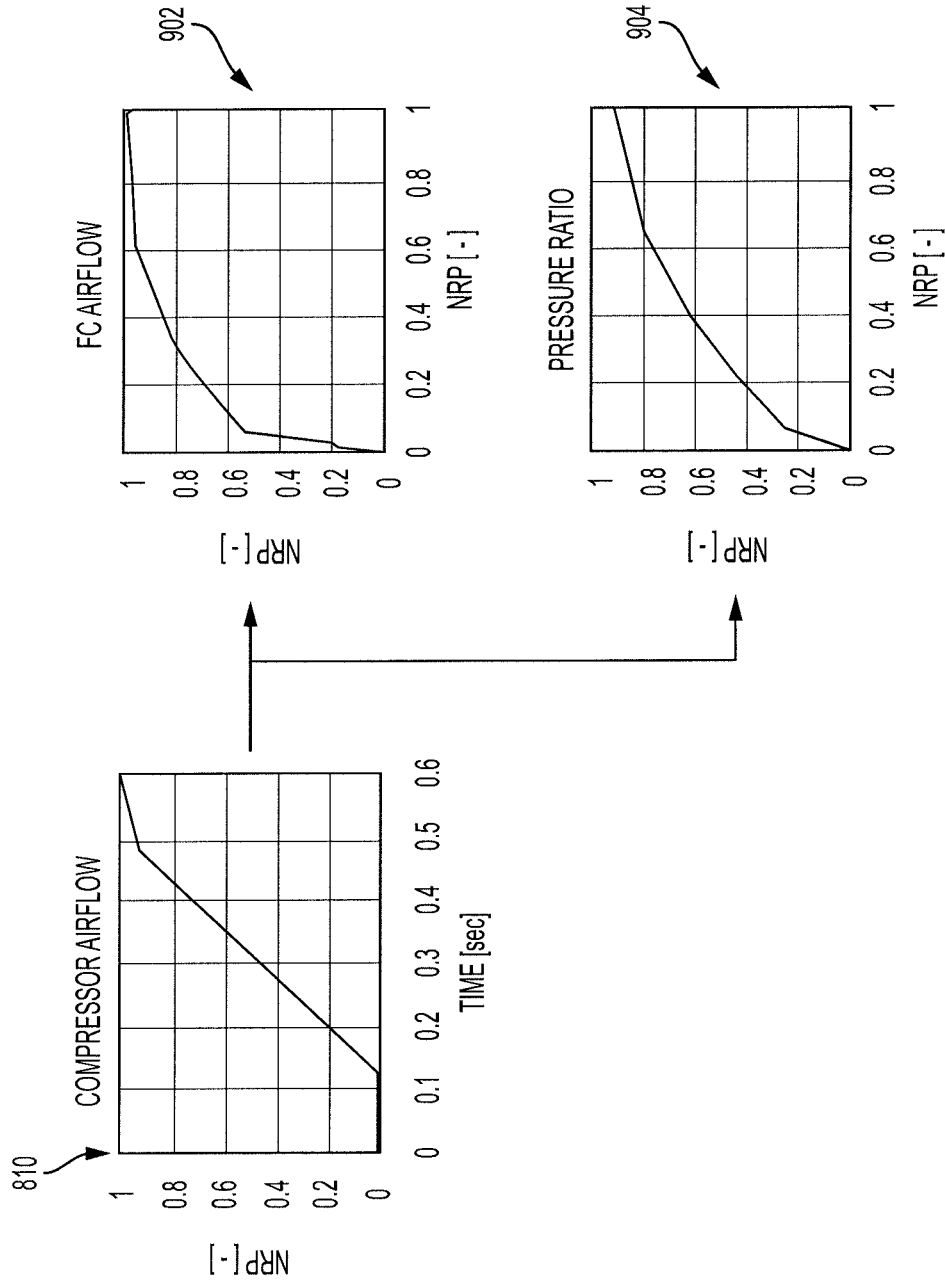 810
COMPRESSOR AIRFLOW
NRP [ - ]
1
0.8
0.6
0.4
0.2
0
0 0.1 0.2 0.3 0.4 0.5 0.6
TIME [sec]
902
FC AIRFLOW
NRP [ - ]
1
0.8
0.6
0.4
0.2
0
0 0.2 0.4 0.6 0.8 1
NRP [ - ]
904
PRESSURE RATIO
NRP [ - ]
1
0.8
0.6
0.4
0.2
0
0 0.2 0.4 0.6 0.8 1
NRP [ - ]